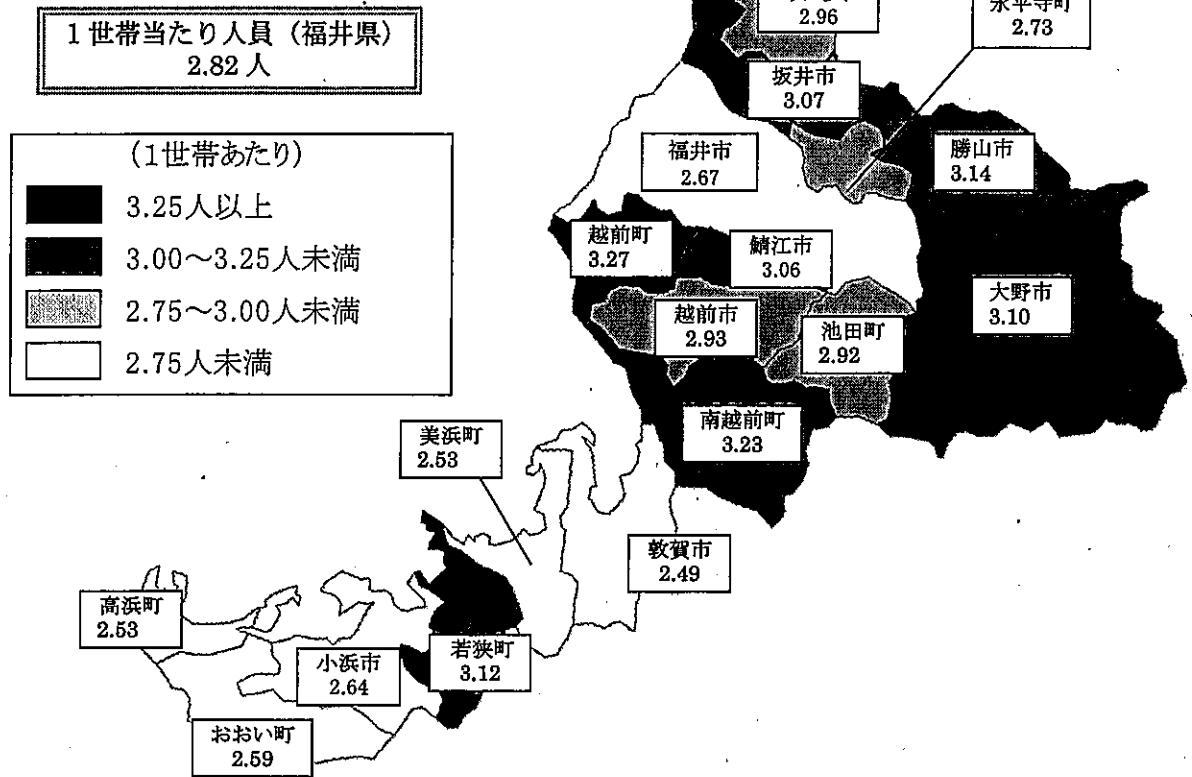 1世帯当たり人員（福井県）
2.82人
(1世帯あたり)
3.25人以上
3.00～3.25人未満
2.75～3.00人未満
2.75人未満
2.96
永平寺町
2.73
坂井市
3.07
福井市
2.67
勝山市
3.14
越前町
3.27
鯖江市
3.06
大野市
3.10
越前市
2.93
池田町
2.92
南越前町
3.23
美浜町
2.53
敦賀市
2.49
高浜町
2.53
小浜市
2.64
若狭町
3.12
おおい町
2.59